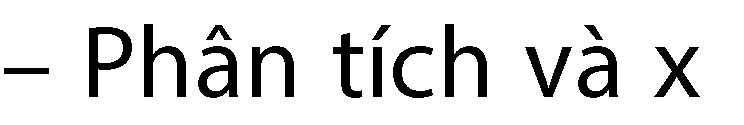 – Phân tích và x